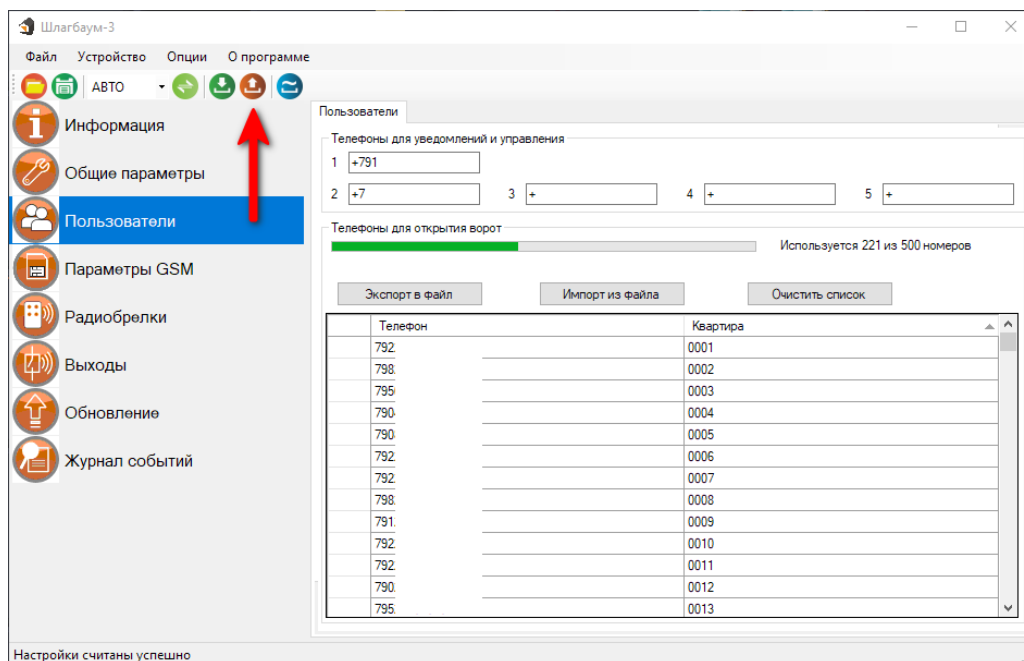 Шлагбаум-3
Файл Устройство Опции О программе
АВТО
Информация
Общие параметры
Пользователи
Параметры GSM
Радиобрелки
Выходы
Обновление
Журнал событий
Пользователи
Телефоны для уведомлений и управления
1 +791
2 +7 3 + 4 + 5 +
Телефоны для открытия ворот
Используется 221 из 500 номеров
Экспорт в файл Импорт из файла Очистить список
Телефон Квартира
792 0001
798 0002
795 0003
790 0004
790 0005
792 0006
792 0007
798 0008
791 0009
792 0010
792 0011
790 0012
795 0013
Настройки считаны успешно